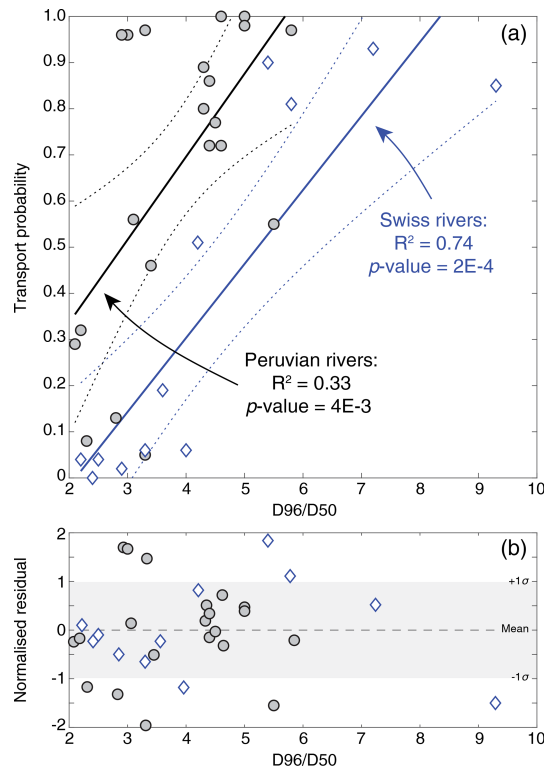 (a)
1.0
0.9
0.8
0.7
0.6
0.5
0.4
0.3
0.2
0.1
0
Transport probability
Swiss rivers:
R² = 0.74
p-value = 2E-4
Peruvian rivers:
R² = 0.33
p-value = 4E-3
2 3 4 5 6 7 8 9 10
D96/D50
(b)
2
1
0
-1
-2
Normalised residual
+1σ
Mean
-1σ
2 3 4 5 6 7 8 9 10
D96/D50